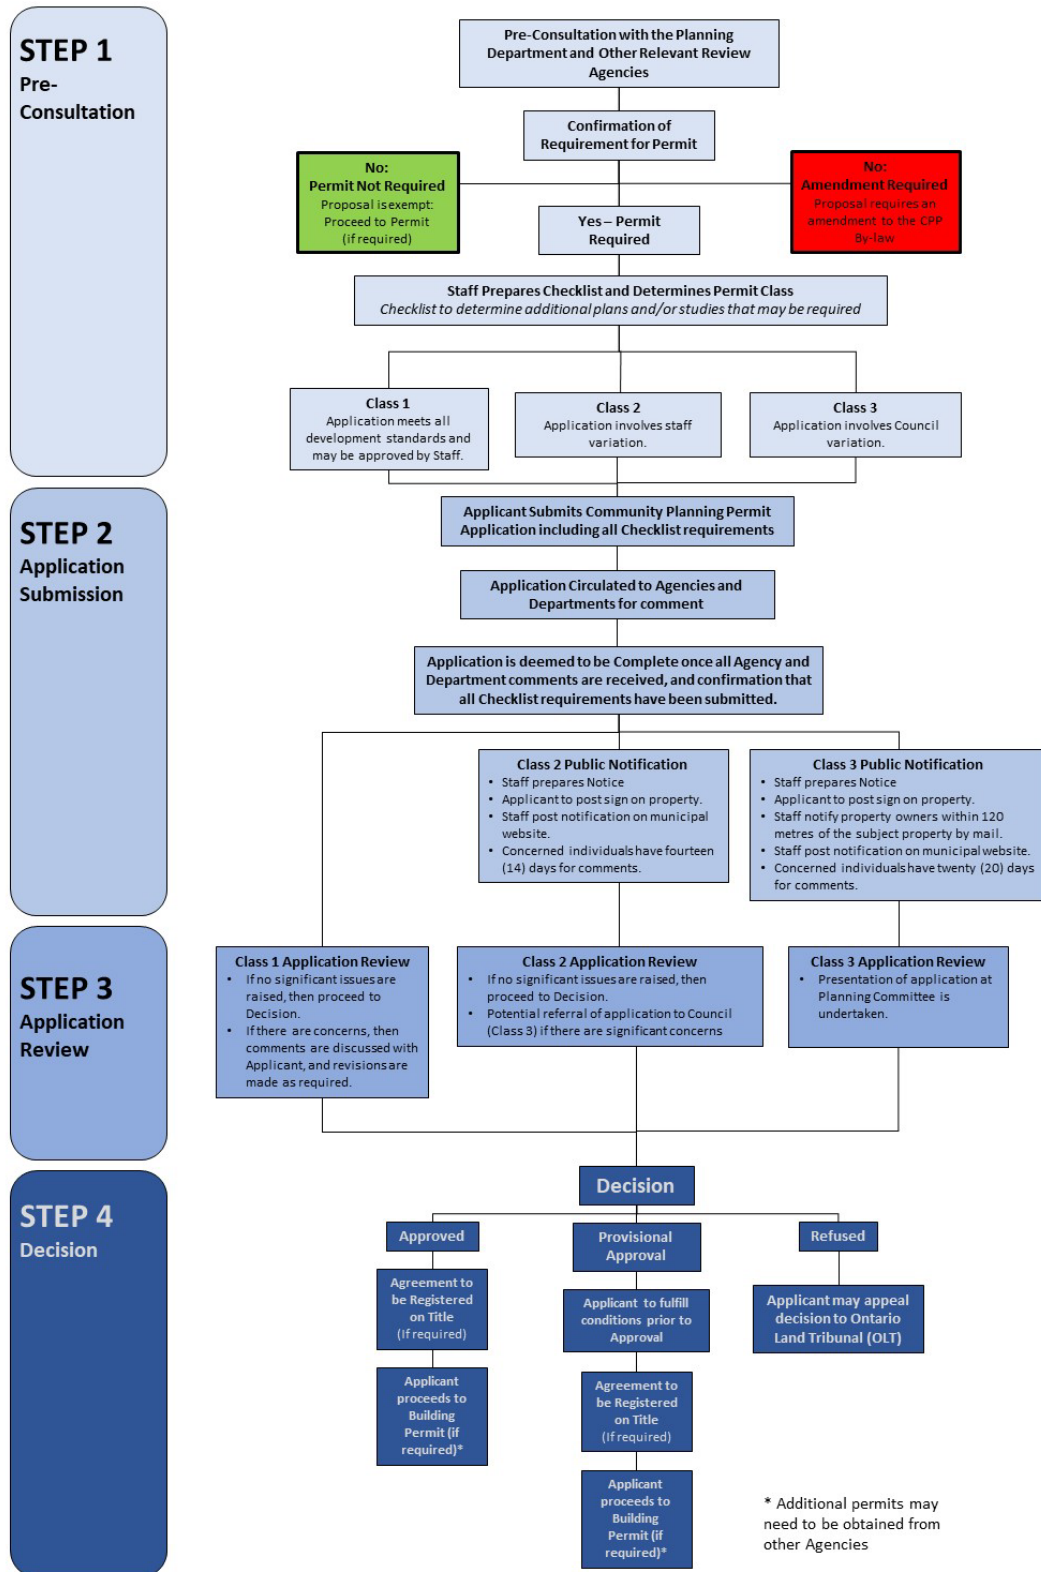 STEP 1
Pre-
Consultation
Pre-Consultation with the Planning
Department and Other Relevant Review
Agencies
Confirmation of
Requirement for Permit
No:
Permit Not Required
Proposal is exempt:
Proceed to Permit
(if required)
Yes – Permit
Required
No:
Amendment Required
Proposal requires an
amendment to the CPP
By-law
Staff Prepares Checklist and Determines Permit Class
Checklist to determine additional plans and/or studies that may be required
Class 1
Application meets all
development standards and
may be approved by Staff.
Class 2
Application involves staff
variation.
Class 3
Application involves Council
variation.
STEP 2
Application
Submission
Applicant Submits Community Planning Permit
Application including all Checklist requirements
Application Circulated to Agencies and
Departments for comment
Application is deemed to be Complete once all Agency and
Department comments are received, and confirmation that
all Checklist requirements have been submitted.
Class 2 Public Notification
• Staff prepares Notice
• Applicant to post sign on property.
• Staff post notification on municipal
website.
• Concerned individuals have fourteen
(14) days for comments.
Class 3 Public Notification
• Staff prepares Notice
• Applicant to post sign on property.
• Staff notify property owners within 120
metres of the subject property by mail.
• Staff post notification on municipal website.
• Concerned individuals have twenty (20) days
for comments.
STEP 3
Application
Review
Class 1 Application Review
• If no significant issues are
raised, then proceed to
Decision.
• If there are concerns, then
comments are discussed with
Applicant, and revisions are
made as required.
Class 2 Application Review
• If no significant issues are raised, then
proceed to Decision.
• Potential referral of application to Council
(Class 3) if there are significant concerns
Class 3 Application Review
• Presentation of application at
Planning Committee is
undertaken.
STEP 4
Decision
Decision
Approved
Agreement to
be Registered
on Title
(If required)
Applicant
proceeds to
Building
Permit (if
required)*
Provisional
Approval
Applicant to fulfill
conditions prior to
Approval
Agreement to
be Registered
on Title
(If required)
Applicant
proceeds to
Building
Permit (if
required)*
Refused
Applicant may appeal
decision to Ontario
Land Tribunal (OLT)
* Additional permits may
need to be obtained from
other Agencies